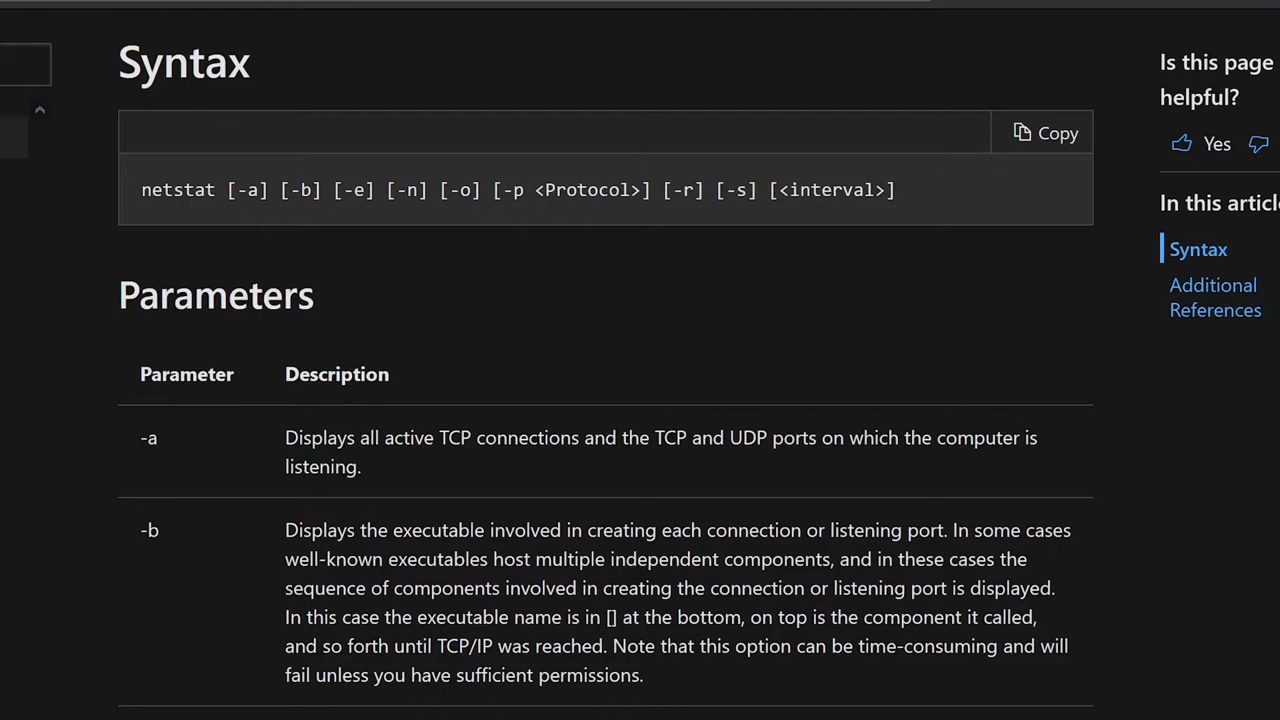 Syntax
Copy
netstat [-a] [-b] [-e] [-n] [-o] [-p <Protocol>] [-r] [-s] [<interval>]
Parameters
Parameter Description
-a Displays all active TCP connections and the TCP and UDP ports on which the computer is
listening.
-b Displays the executable involved in creating each connection or listening port. In some cases
well-known executables host multiple independent components, and in these cases the
sequence of components involved in creating the connection or listening port is displayed.
In this case the executable name is in [] at the bottom, on top is the component it called,
and so forth until TCP/IP was reached. Note that this option can be time-consuming and will
fail unless you have sufficient permissions.
Is this page
helpful?
Yes
In this article
Syntax
Additional
References